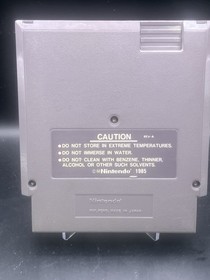 CAUTION
REV-A
•DO NOT STORE IN EXTREME TEMPERATURES.
•DO NOT IMMERSE IN WATER.
•DO NOT CLEAN WITH BENZENE, THINNER,
ALCOHOL OR OTHER SUCH SOLVENTS.
©Nintendo 1985